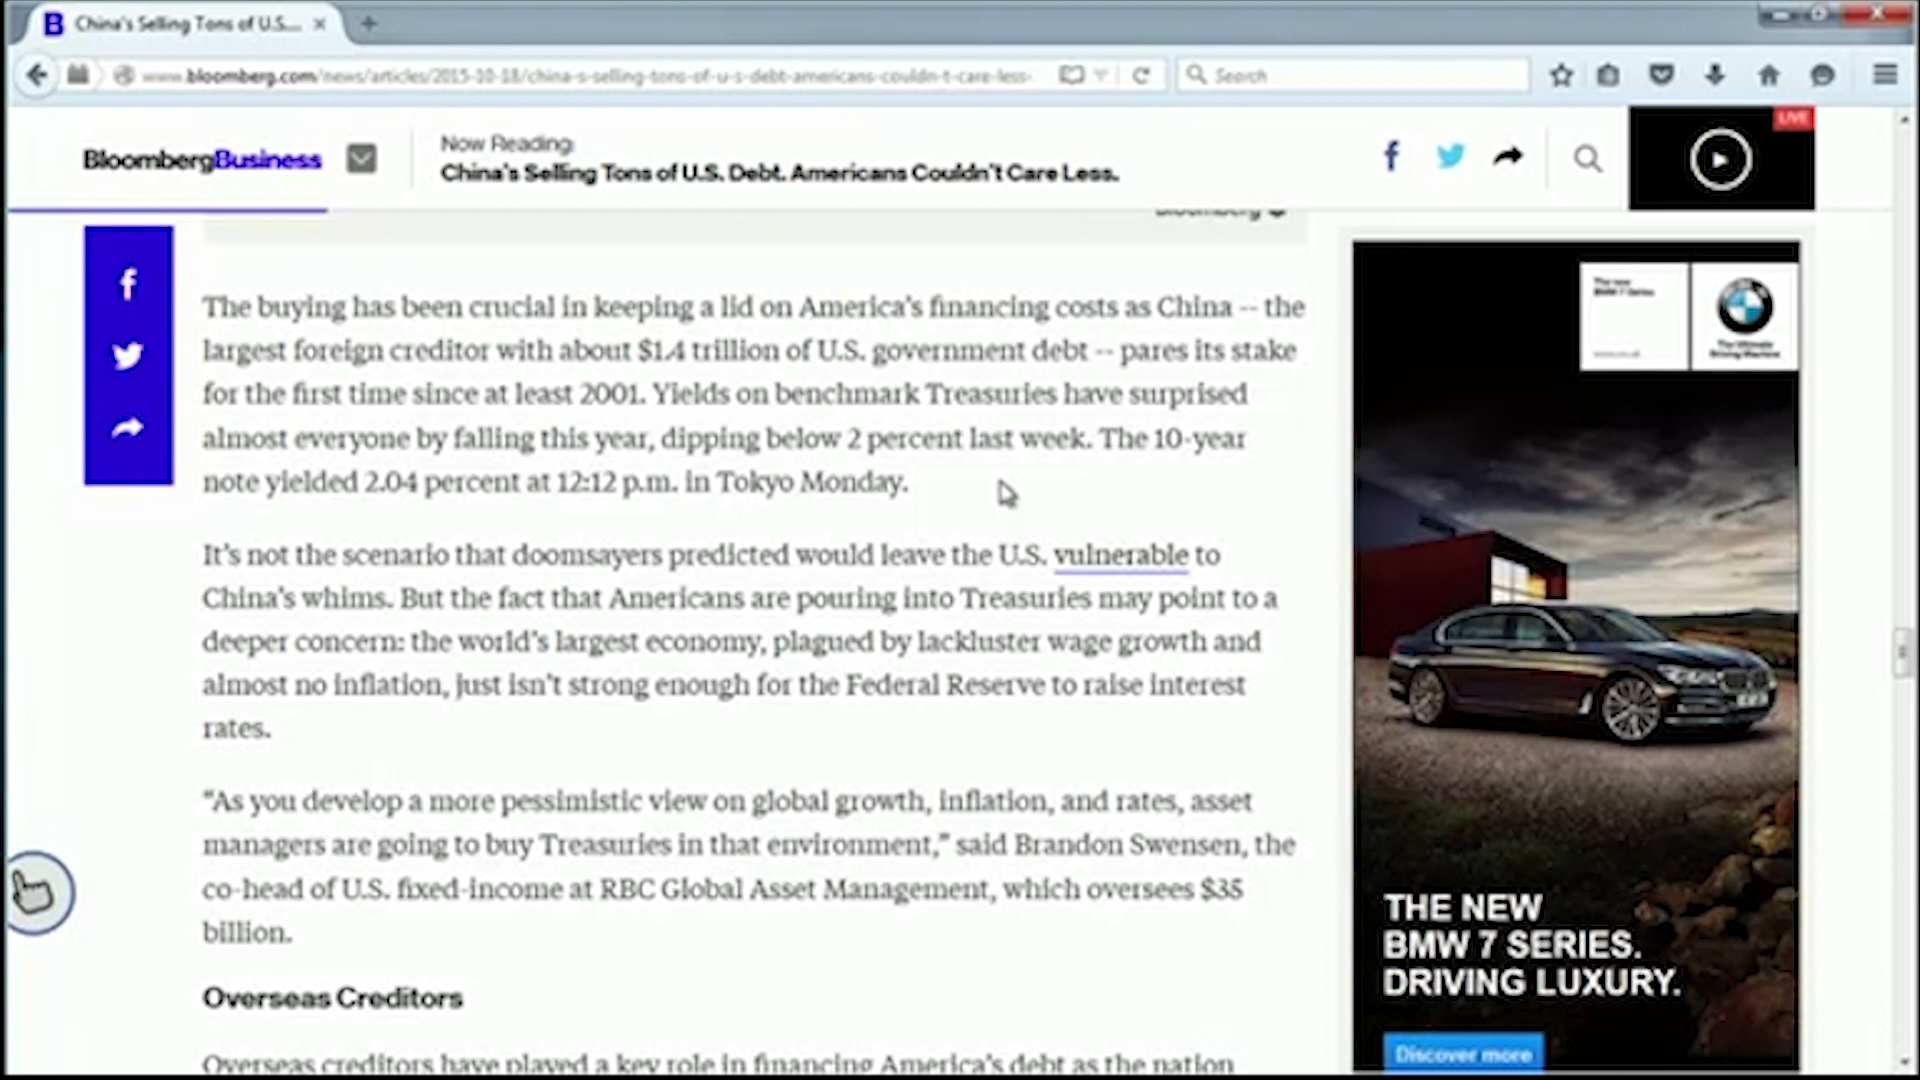 China's Selling Tons of U.S....
www.bloomberg.com/news/articles/2015-10-18/china-s-selling-tons-of-u-s-debt-americans-couldn-t-care-less-
Search
BloombergBusiness
Now Reading:
China's Selling Tons of U.S. Debt. Americans Couldn't Care Less.
LIVE
The buying has been crucial in keeping a lid on America's financing costs as China -- the
largest foreign creditor with about $1.4 trillion of U.S. government debt -- pares its stake
for the first time since at least 2001. Yields on benchmark Treasuries have surprised
almost everyone by falling this year, dipping below 2 percent last week. The 10-year
note yielded 2.04 percent at 12:12 p.m. in Tokyo Monday.
It's not the scenario that doomsayers predicted would leave the U.S. vulnerable to
China's whims. But the fact that Americans are pouring into Treasuries may point to a
deeper concern: the world's largest economy, plagued by lackluster wage growth and
almost no inflation, just isn't strong enough for the Federal Reserve to raise interest
rates.
“As you develop a more pessimistic view on global growth, inflation, and rates, asset
managers are going to buy Treasuries in that environment,” said Brandon Swensen, the
co-head of U.S. fixed-income at RBC Global Asset Management, which oversees $35
billion.
Overseas Creditors
Overseas creditors have played a key role in financing America's debt as the nation
The new
BMW 7 Series
The Ultimate
Driving Machine
THE NEW
BMW 7 SERIES.
DRIVING LUXURY.
Discover more